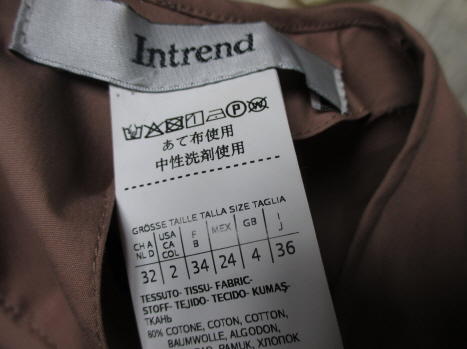 Intrend
P W
あて布使用
中性洗剤使用
GRÖSSE TAILLE TALLA SIZE TAGLIA
CH A NL D USA CA COL F B MEX GB I J
32 2 34 24 4 36
TESSUTO- TISSU- FABRIC-
STOFF- TEJIDO- TECIDO- KUMAŞ-
ТКАНЬ
80% COTONE, COTON, COTTON,
BAUMWOLLE, ALGODON,
PAMUK, ХЛОПОК